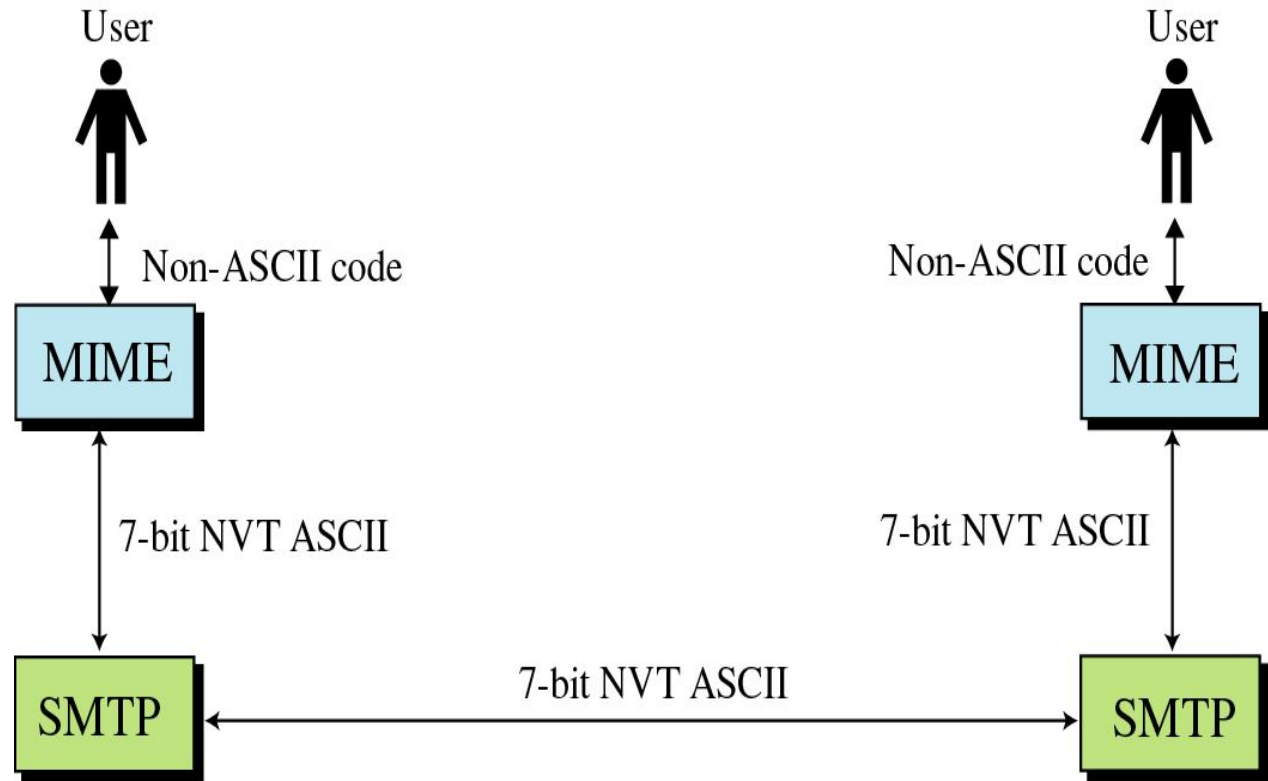 User
User
Non-ASCII code
Non-ASCII code
MIME
MIME
7-bit NVT ASCII
7-bit NVT ASCII
7-bit NVT ASCII
SMTP
SMTP